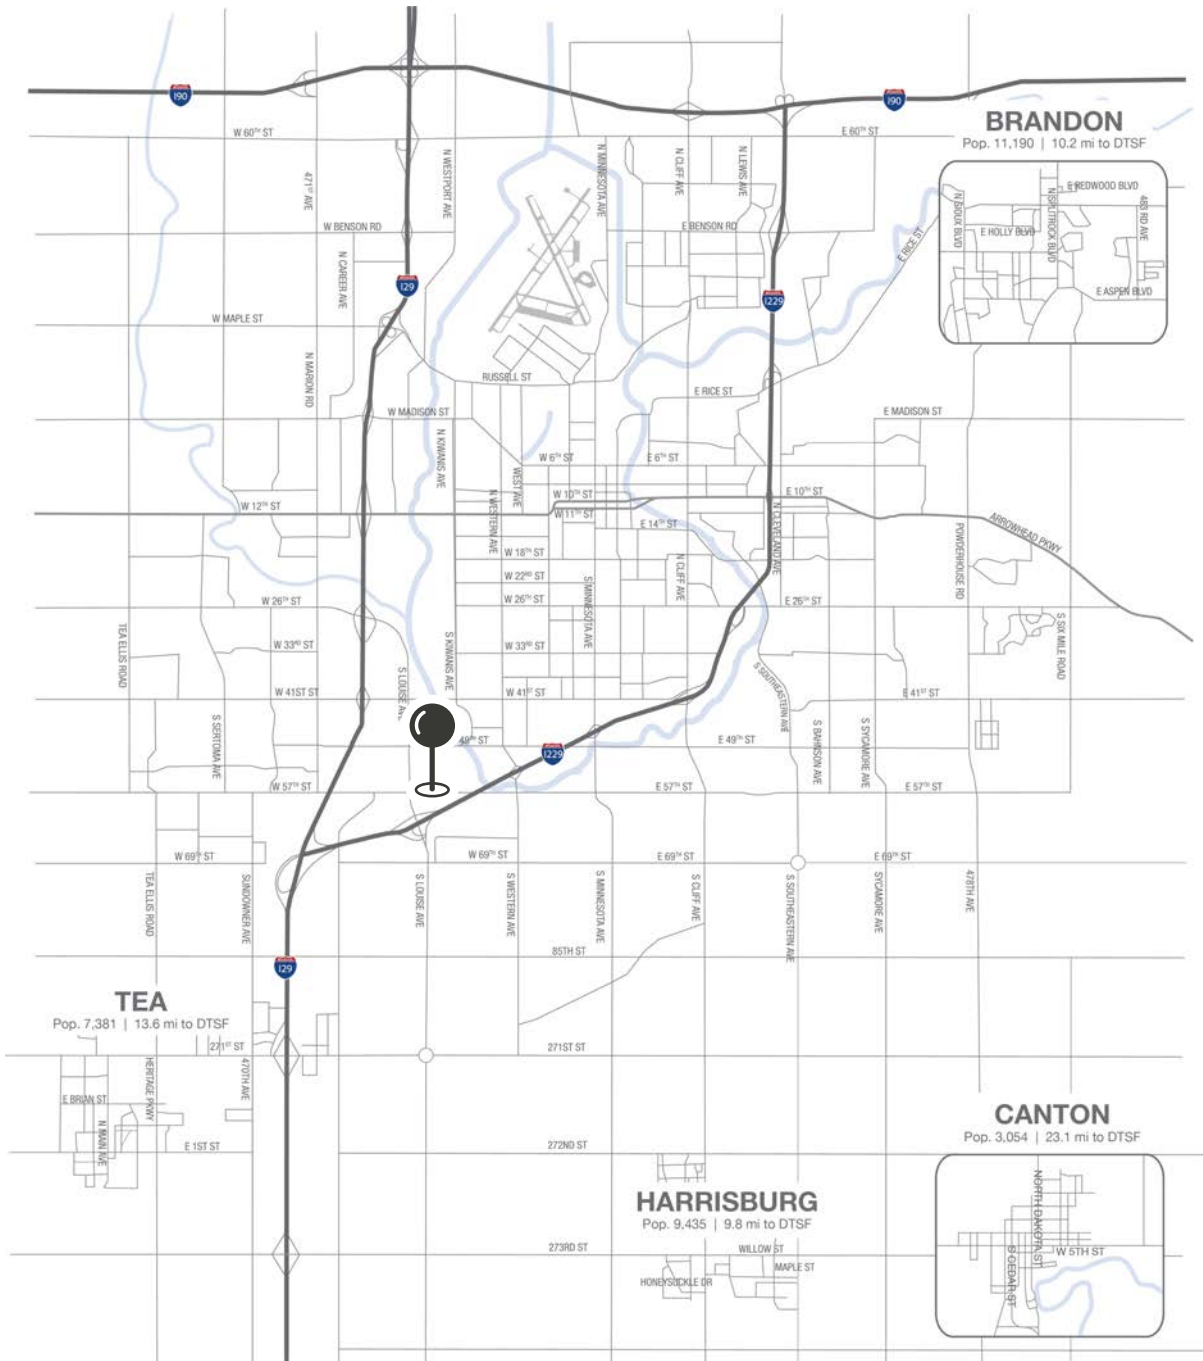 I90
I90
BRANDON
Pop. 11,190 | 10.2 mi to DTSF
W 60TH ST
E 60TH ST
N WESTPORT AVE
N MINNESOTA AVE
N CLIFF AVE
N LEWIS AVE
471ST AVE
E REDWOOD BLVD
N SIOUX BLVD
N SPLITROCK BLVD
483 RD AVE
E HOLLY BLVD
E ASPEN BLVD
W BENSON RD
E BENSON RD
E RICE ST
N CAREER AVE
I29
I229
W MAPLE ST
N MARION RD
RUSSELL ST
E RICE ST
W MADISON ST
E MADISON ST
N KIWANIS AVE
W 6TH ST
E 6TH ST
WEST AVE
N WESTERN AVE
W 10TH ST
E 10TH ST
W 12TH ST
W 11TH ST
E 14TH ST
N CLEVELAND AVE
ARROWHEAD PKWY
POWDERHOUSE RD
W 18TH ST
N CLIFF AVE
W 22ND ST
S MINNESOTA AVE
W 26TH ST
W 26TH ST
E 26TH ST
TEA ELLIS ROAD
S SIX MILE ROAD
W 33RD ST
S KIWANIS AVE
W 33RD ST
S LOUISE AVE
S SOUTHEASTERN AVE
W 41ST ST
W 41ST ST
E 41ST ST
S SERTOMA AVE
S BAHNSON AVE
S SYCAMORE AVE
49TH ST
I229
E 49TH ST
W 57TH ST
E 57TH ST
E 57TH ST
W 69TH ST
W 69TH ST
E 69TH ST
E 69TH ST
TEA ELLIS ROAD
SUNDOWNER AVE
S LOUISE AVE
S WESTERN AVE
S MINNESOTA AVE
S CLIFF AVE
S SOUTHEASTERN AVE
SYCAMORE AVE
478TH AVE
85TH ST
I29
TEA
Pop. 7,381 | 13.6 mi to DTSF
271ST ST
271ST ST
HERITAGE PKWY
470TH AVE
E BRIAN ST
N MAIN AVE
E 1ST ST
272ND ST
CANTON
Pop. 3,054 | 23.1 mi to DTSF
NORTH DAKOTA ST
W 5TH ST
S CEDAR ST
HARRISBURG
Pop. 9,435 | 9.8 mi to DTSF
273RD ST
WILLOW ST
MAPLE ST
HONEYSUCKLE DR